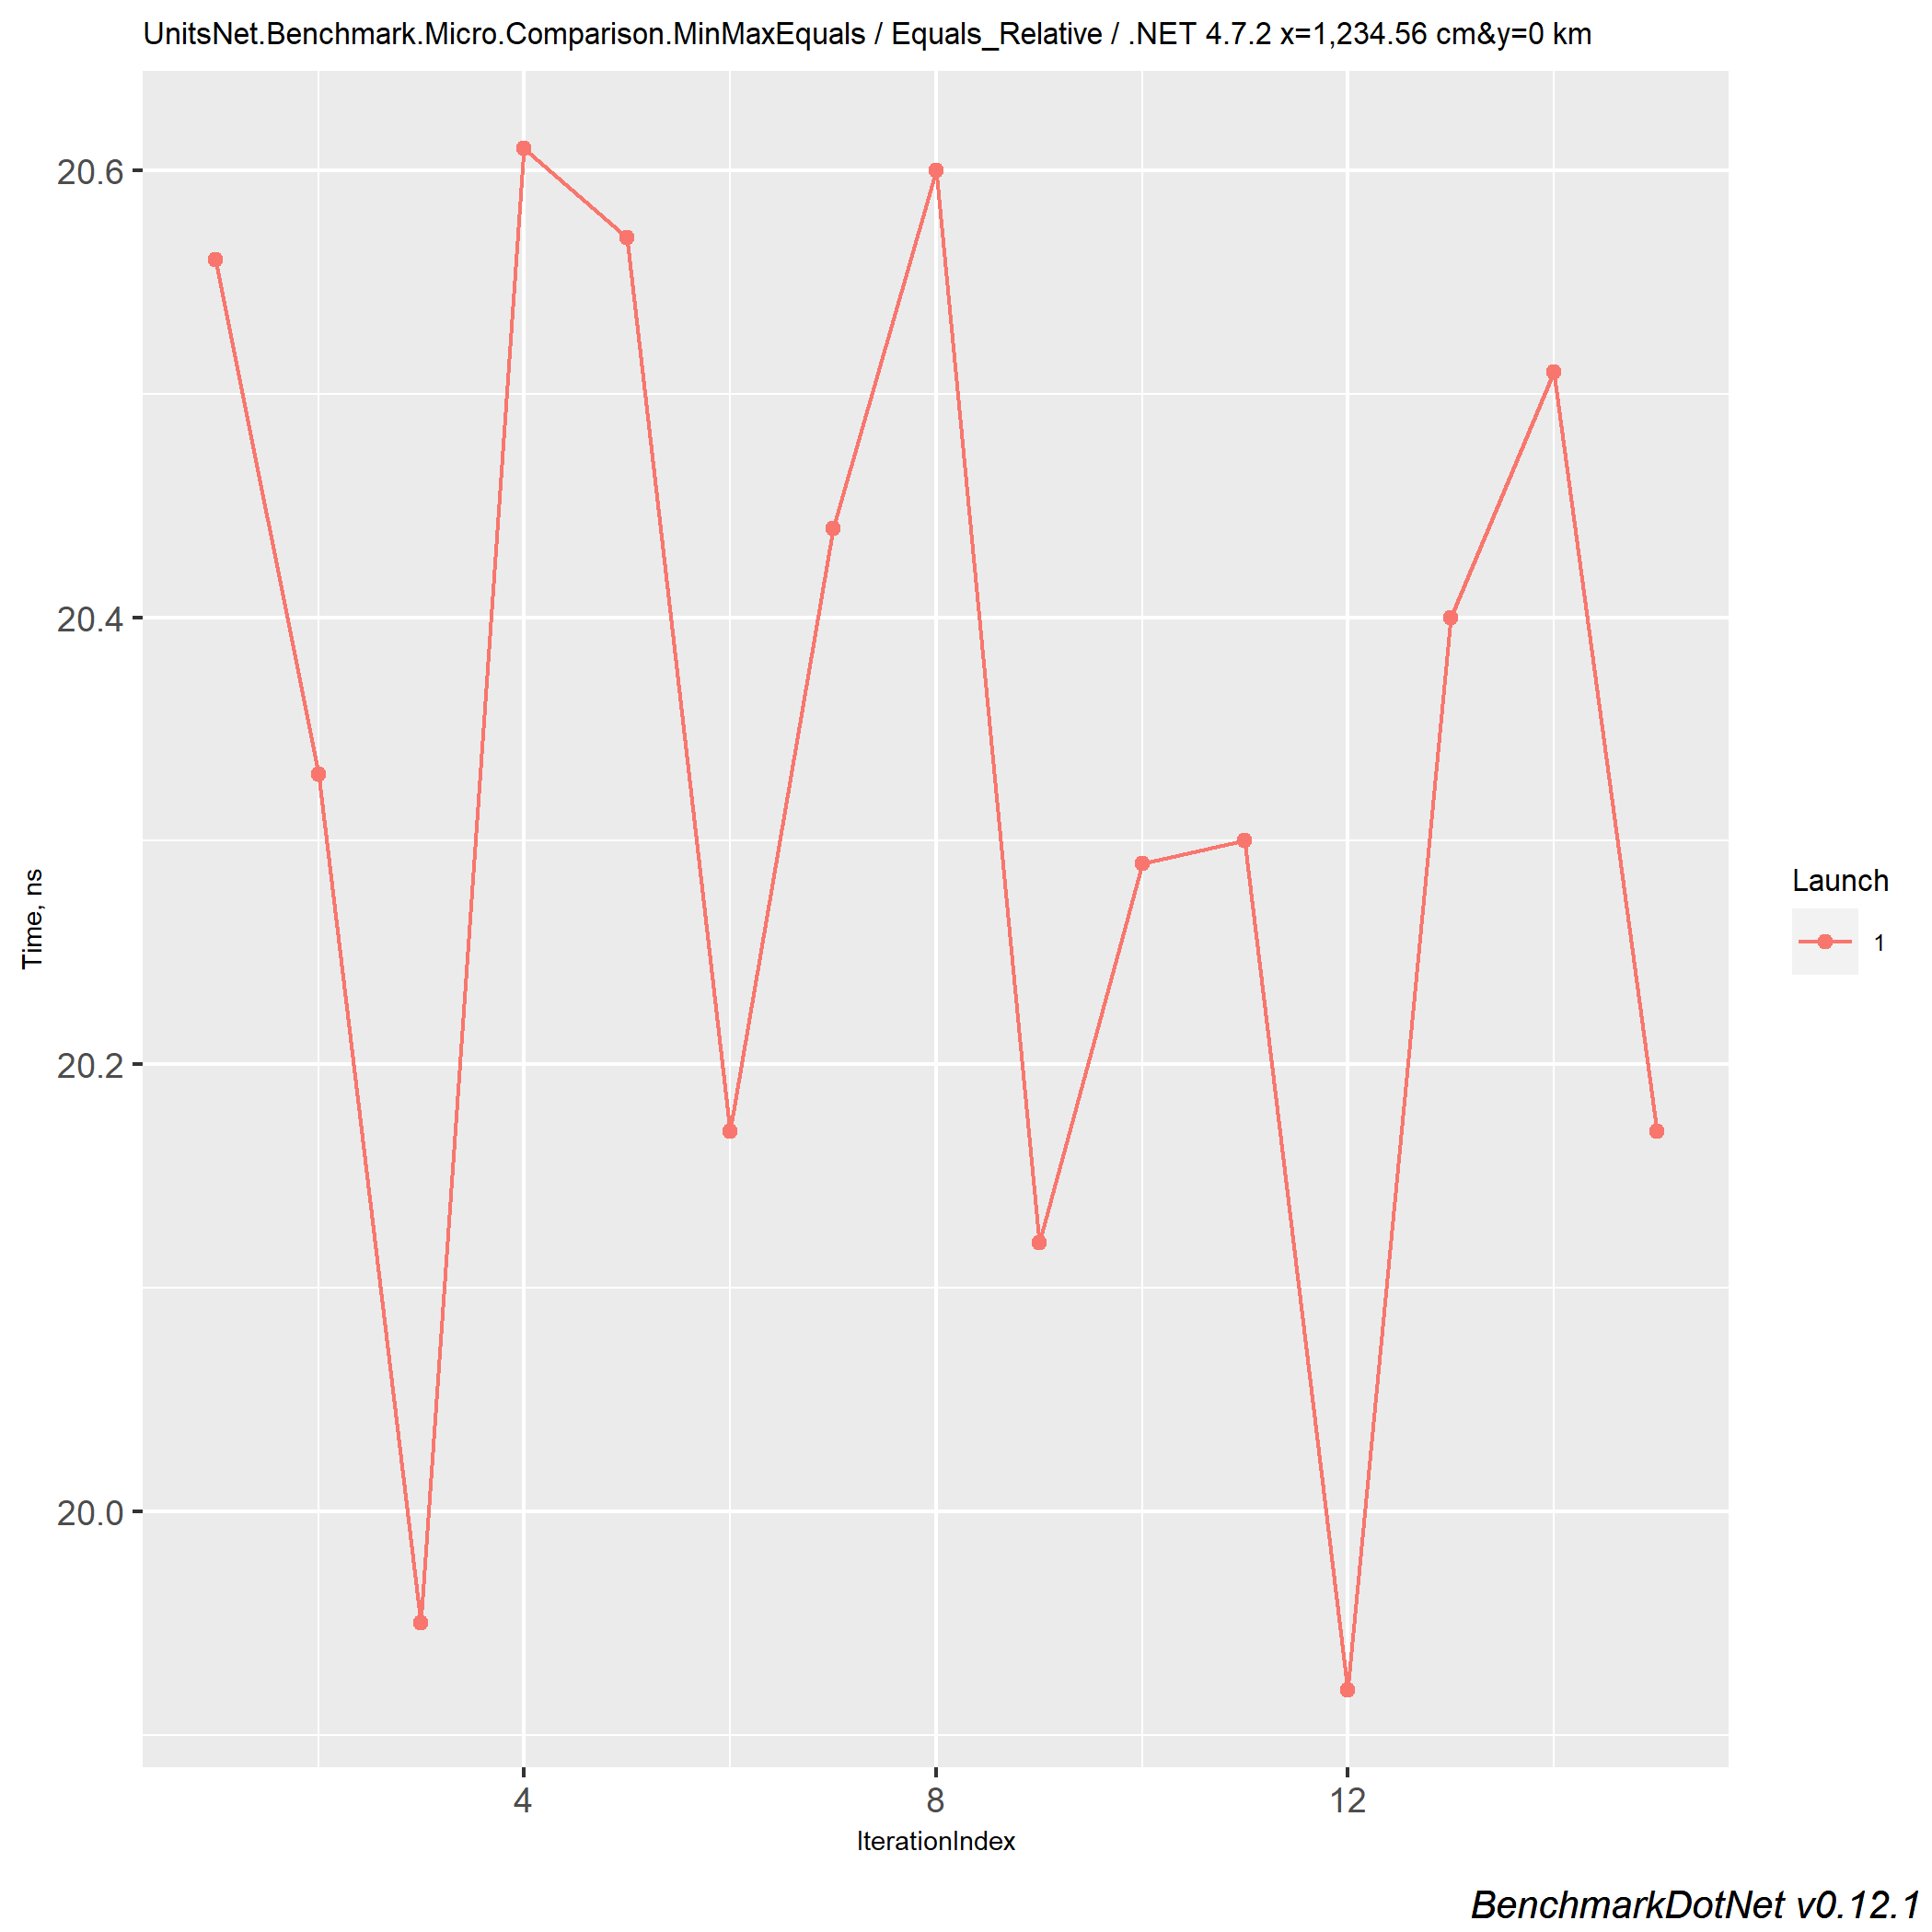 UnitsNet.Benchmark.Micro.Comparison.MinMaxEquals / Equals_Relative / .NET 4.7.2 x=1,234.56 cm&y=0 km
20.6
20.4
20.2
20.0
Time, ns
4 8 12
IterationIndex
Launch
1
BenchmarkDotNet v0.12.1